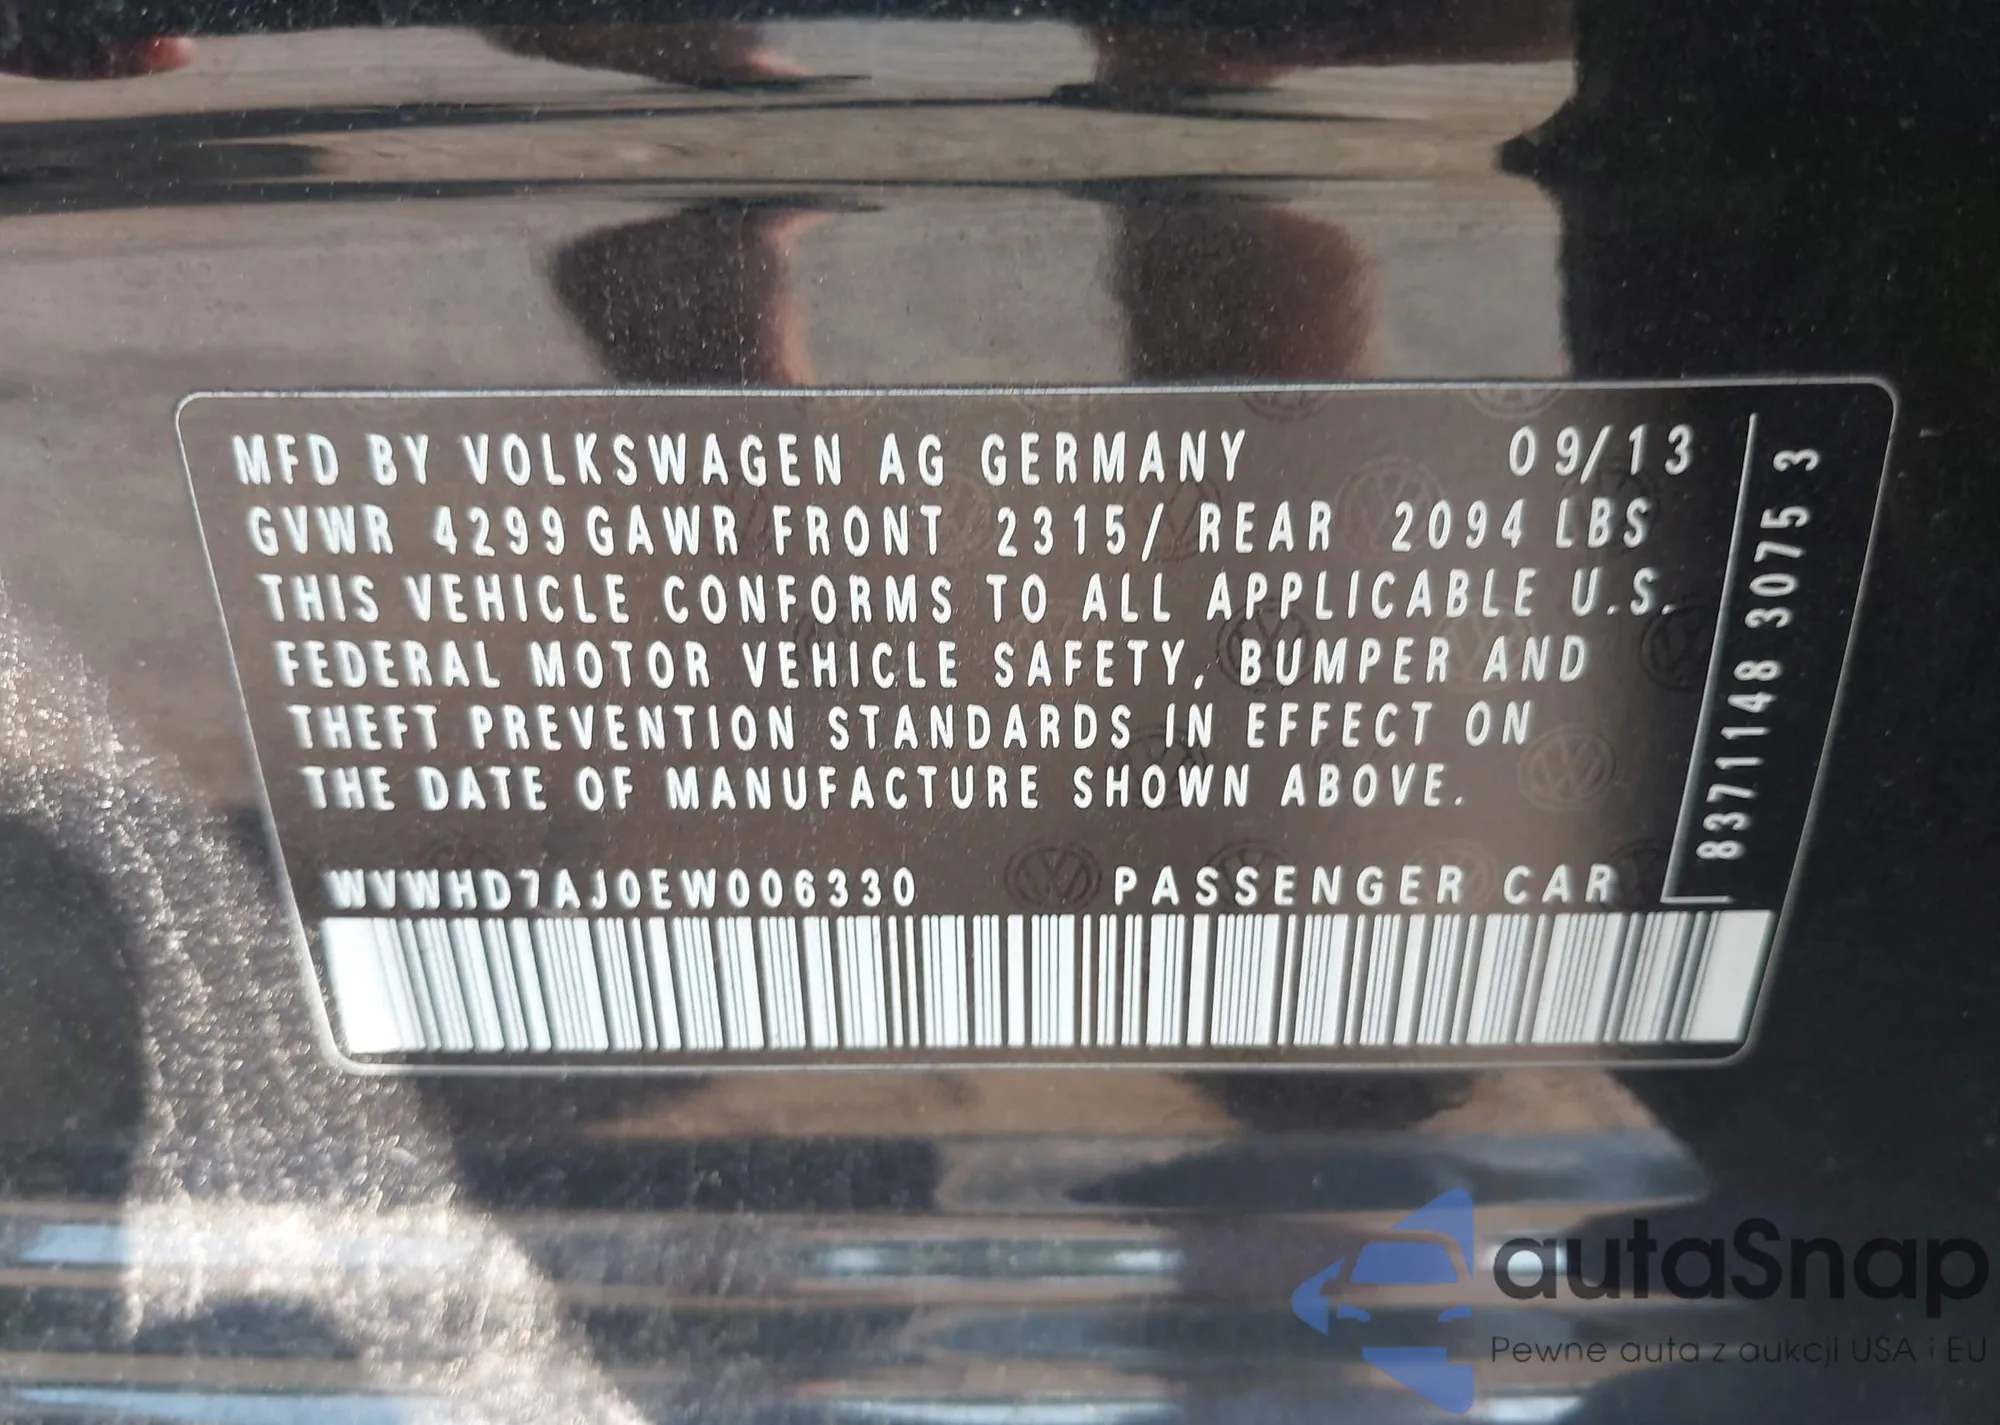 MFD BY VOLKSWAGEN AG GERMANY 09/13
GVWR 4299 GAWR FRONT 2315/ REAR 2094 LBS
THIS VEHICLE CONFORMS TO ALL APPLICABLE U.S.
FEDERAL MOTOR VEHICLE SAFETY, BUMPER AND
THEFT PREVENTION STANDARDS IN EFFECT ON
THE DATE OF MANUFACTURE SHOWN ABOVE.
WVWHD7AJ0EW006330 PASSENGER CAR
8371148 3075 3
autaSnap
Pewne auta z aukcji USA i EU